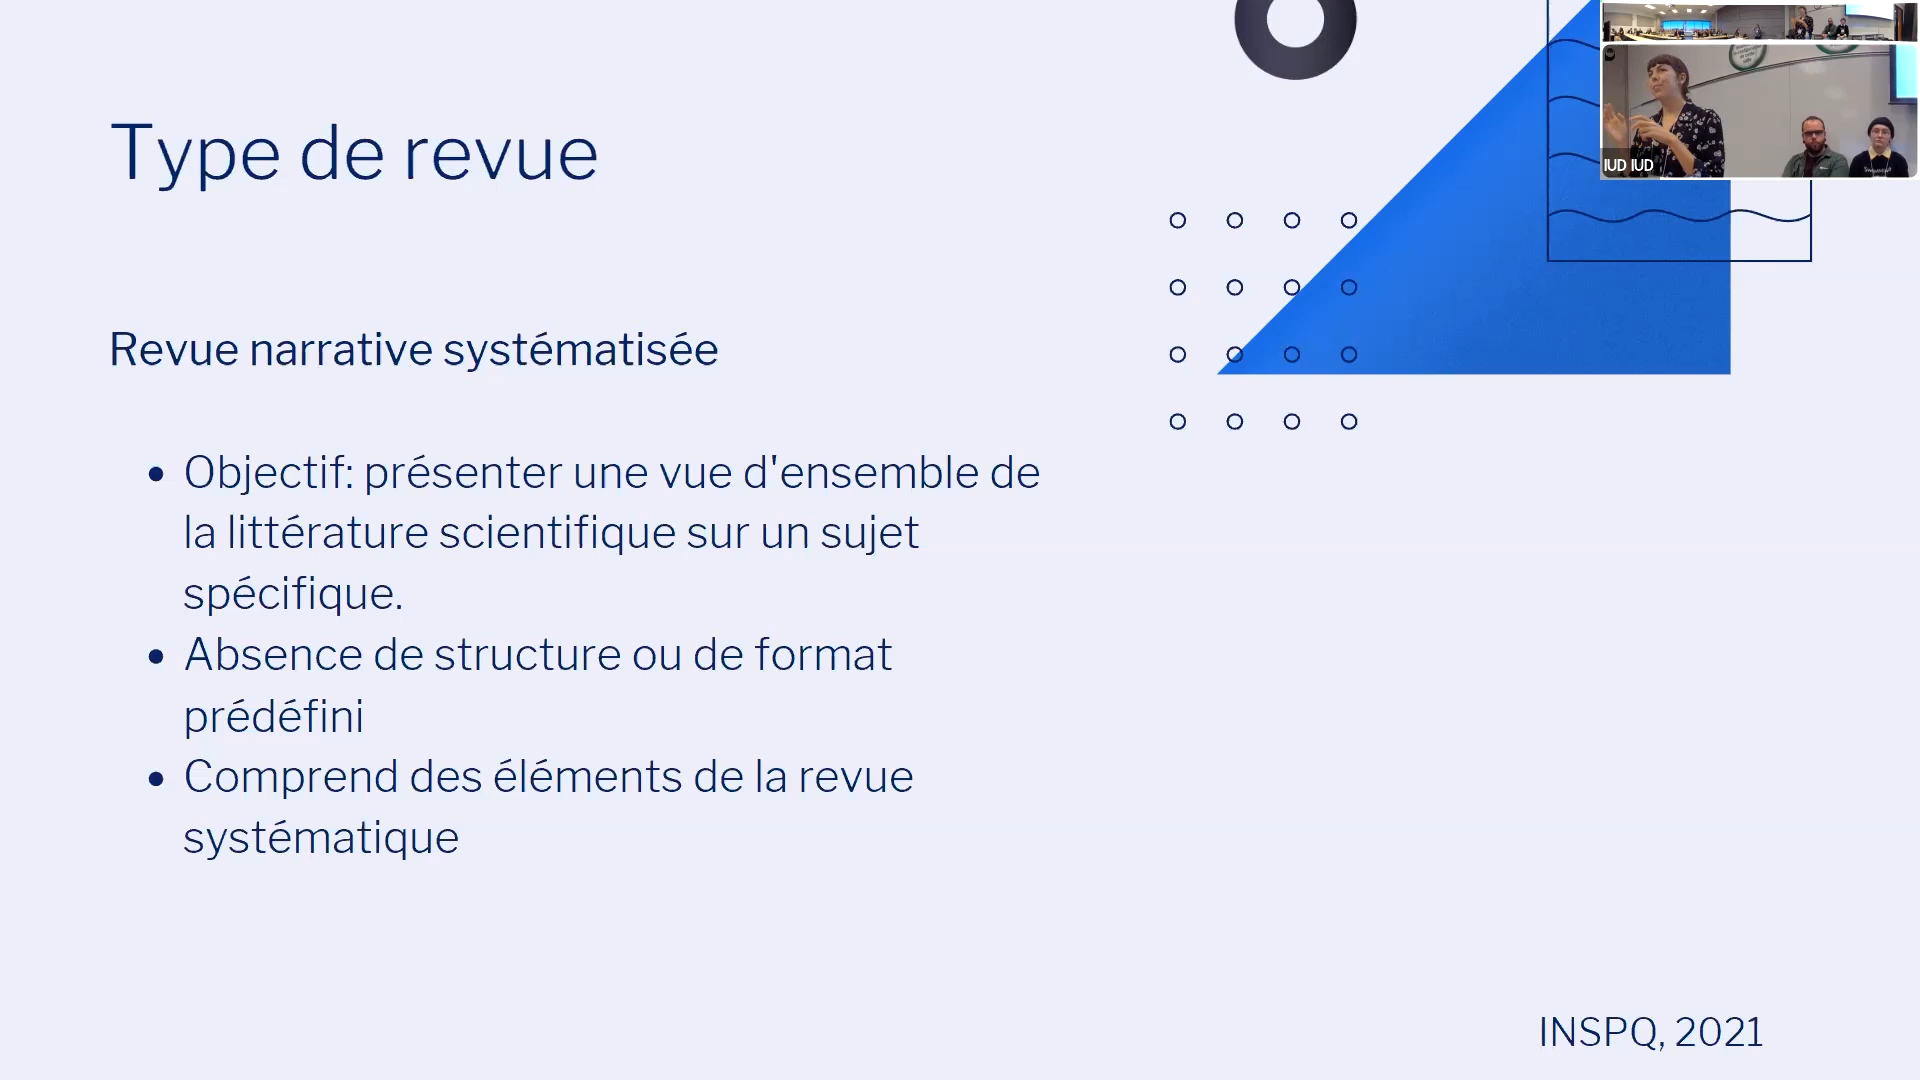 Type de revue
Revue narrative systématisée
• Objectif: présenter une vue d'ensemble de
la littérature scientifique sur un sujet
spécifique.
• Absence de structure ou de format
prédéfini
• Comprend des éléments de la revue
systématique
INSPQ, 2021
IUD IUD